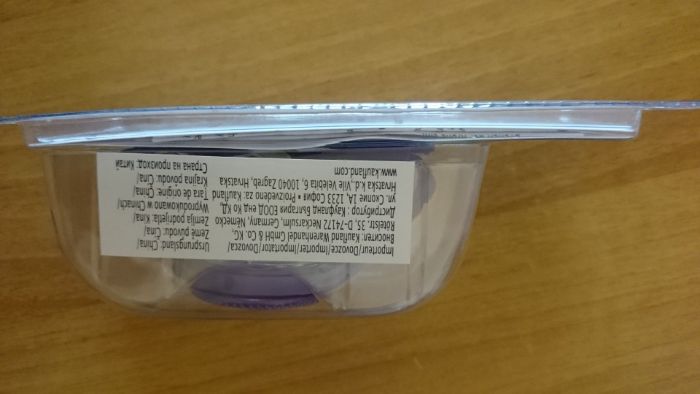 Importeur/Dovozce/Importer/Importator/Dovozca/
Вносител: Kaufland Warenhandel GmbH & Co. KG,
Rötelstr. 35, D-74172 Neckarsulm, Germany, Německo
Дистрибутор : Кауфланд България ЕООД енд Ко КД,
ул. Скопие 1А, 1233 София • Proizvedeno za: Kaufland
Hrvatska k.d., Vile Velebita 6, 10040 Zagreb, Hrvatska
www.kaufland.com
Ursprungsland: China/
Země původu: Čína/
Zemlja podrijetla: Kina/
Wyprodukowano w Chinach/
Tara de origine: China/
Krajina pôvodu: Čína/
Страна на произход: Китай